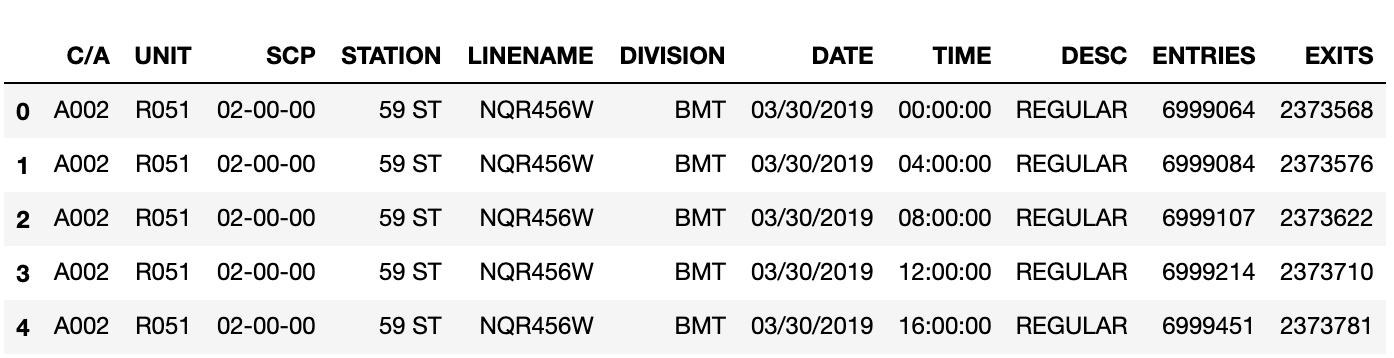 C/A UNIT SCP STATION LINENAME DIVISION DATE TIME DESC ENTRIES EXITS
0 A002 R051 02-00-00 59 ST NQR456W BMT 03/30/2019 00:00:00 REGULAR 6999064 2373568
1 A002 R051 02-00-00 59 ST NQR456W BMT 03/30/2019 04:00:00 REGULAR 6999084 2373576
2 A002 R051 02-00-00 59 ST NQR456W BMT 03/30/2019 08:00:00 REGULAR 6999107 2373622
3 A002 R051 02-00-00 59 ST NQR456W BMT 03/30/2019 12:00:00 REGULAR 6999214 2373710
4 A002 R051 02-00-00 59 ST NQR456W BMT 03/30/2019 16:00:00 REGULAR 6999451 2373781